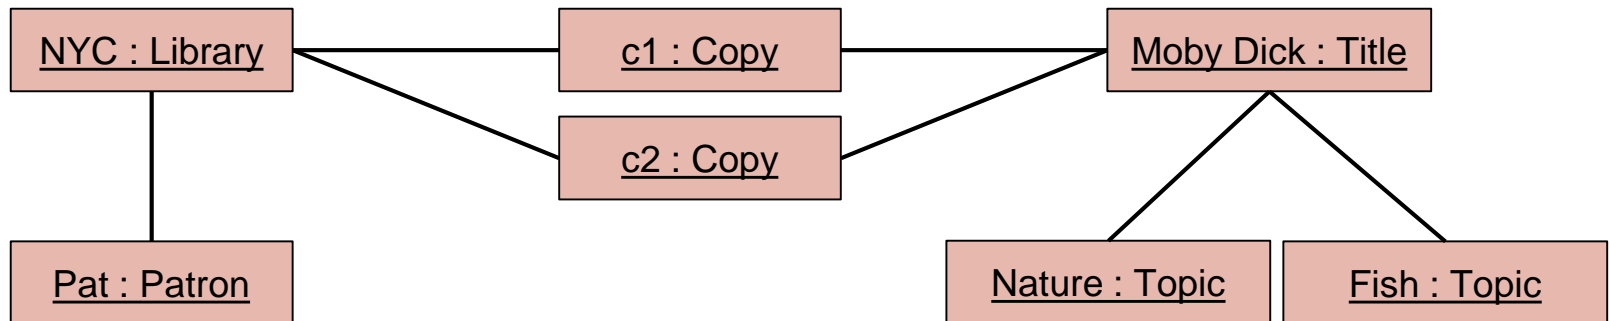 NYC : Library
c1 : Copy
Moby Dick : Title
c2 : Copy
Pat : Patron
Nature : Topic
Fish : Topic